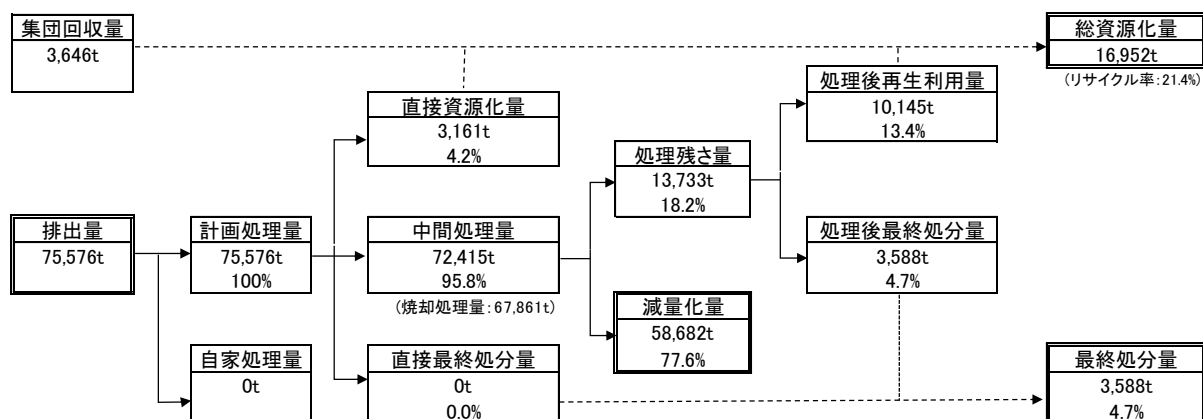 集団回収量
3,646t
総資源化量
16,952t
(リサイクル率:21.4%)
直接資源化量
3,161t
4.2%
処理後再生利用量
10,145t
13.4%
処理残さ量
13,733t
18.2%
排出量
75,576t
計画処理量
75,576t
100%
中間処理量
72,415t
95.8%
(焼却処理量:67,861t)
処理後最終処分量
3,588t
4.7%
減量化量
58,682t
77.6%
自家処理量
0t
直接最終処分量
0t
0.0%
最終処分量
3,588t
4.7%